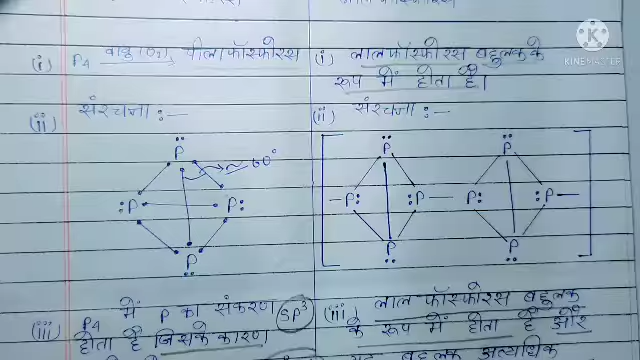 (i) P4 वायु (O2) पीला फॉस्फोरस
(ii) संरचना :—
P̈
60°
:P P:
P̤
(iii) P4 में P का संकरण SP³
होता है जिसके कारण
(i) लाल फॉस्फोरस बहुलक के
रूप में होता है।
(ii) संरचना :—
P̈ P̈
— P: :P — P: :P —
P̤ P̤
(iii) लाल फॉस्फोरस बहुलक
के रूप में होता है और
बहुलक अत्यधिक
KINEMASTER